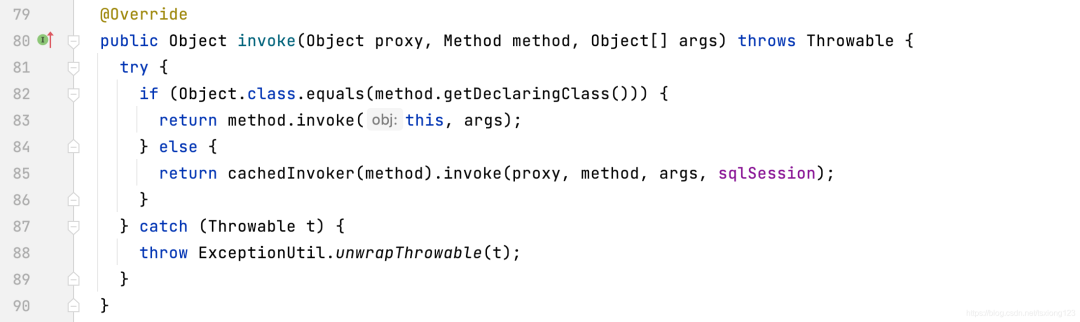 79 @Override
80 public Object invoke(Object proxy, Method method, Object[] args) throws Throwable {
81 try {
82 if (Object.class.equals(method.getDeclaringClass())) {
83 return method.invoke( obj: this, args);
84 } else {
85 return cachedInvoker(method).invoke(proxy, method, args, sqlSession);
86 }
87 } catch (Throwable t) {
88 throw ExceptionUtil.unwrapThrowable(t);
89 }
90 }